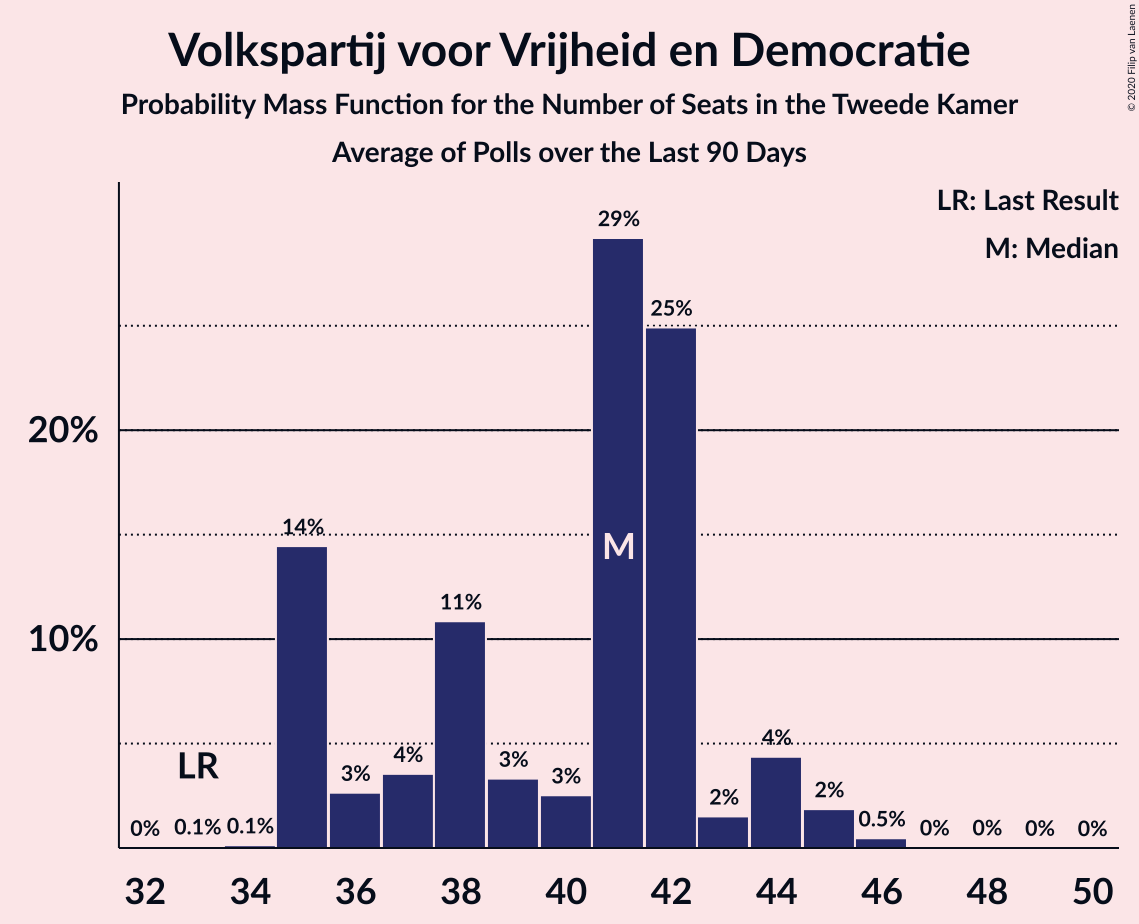 Volkspartij voor Vrijheid en Democratie
Probability Mass Function for the Number of Seats in the Tweede Kamer
Average of Polls over the Last 90 Days
© 2020 Filip van Laenen
LR: Last Result
M: Median
20%
10%
0%
0.1%
0.1%
14%
3%
4%
11%
3%
3%
29%
25%
2%
4%
2%
0.5%
0%
0%
0%
0%
LR
M
32 34 36 38 40 42 44 46 48 50